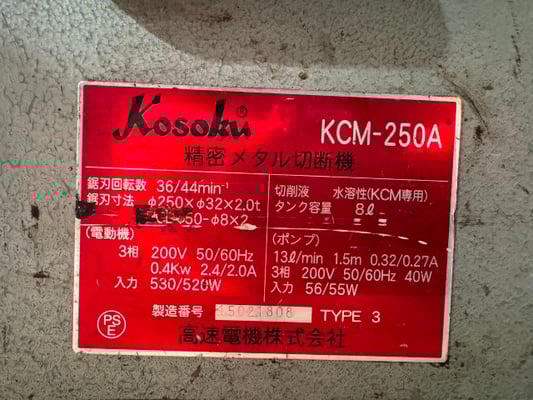 Kosoku®
KCM-250A
精密メタル切断機
鋸刃回転数 36/44min⁻¹
鋸刃寸法 φ250×φ32×2.0t
φ8×2
(電動機)
3相 200V 50/60Hz
0.4Kw 2.4/2.0A
入力 530/520W
切削液 水溶性(KCM専用)
タンク容量 8ℓ
(ポンプ)
13ℓ/min 1.5m 0.32/0.27A
3相 200V 50/60Hz 40W
入力 56/55W
製造番号 15021808 TYPE 3
PS
E
高速電機株式会社